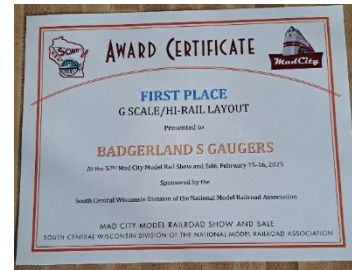 SCWD
AWARD CERTIFICATE
MadCity
FIRST PLACE
G SCALE/HI-RAIL LAYOUT
Presented to
BADGERLAND S GAUGERS
At the 57th Mad City Model Rail Show and Sale, February 15-16, 2025
Sponsored by the
South Central Wisconsin Division of the National Model Railroad Association
MAD CITY MODEL RAILROAD SHOW AND SALE
SOUTH CENTRAL WISCONSIN DIVISION OF THE NATIONAL MODEL RAILROAD ASSOCIATION